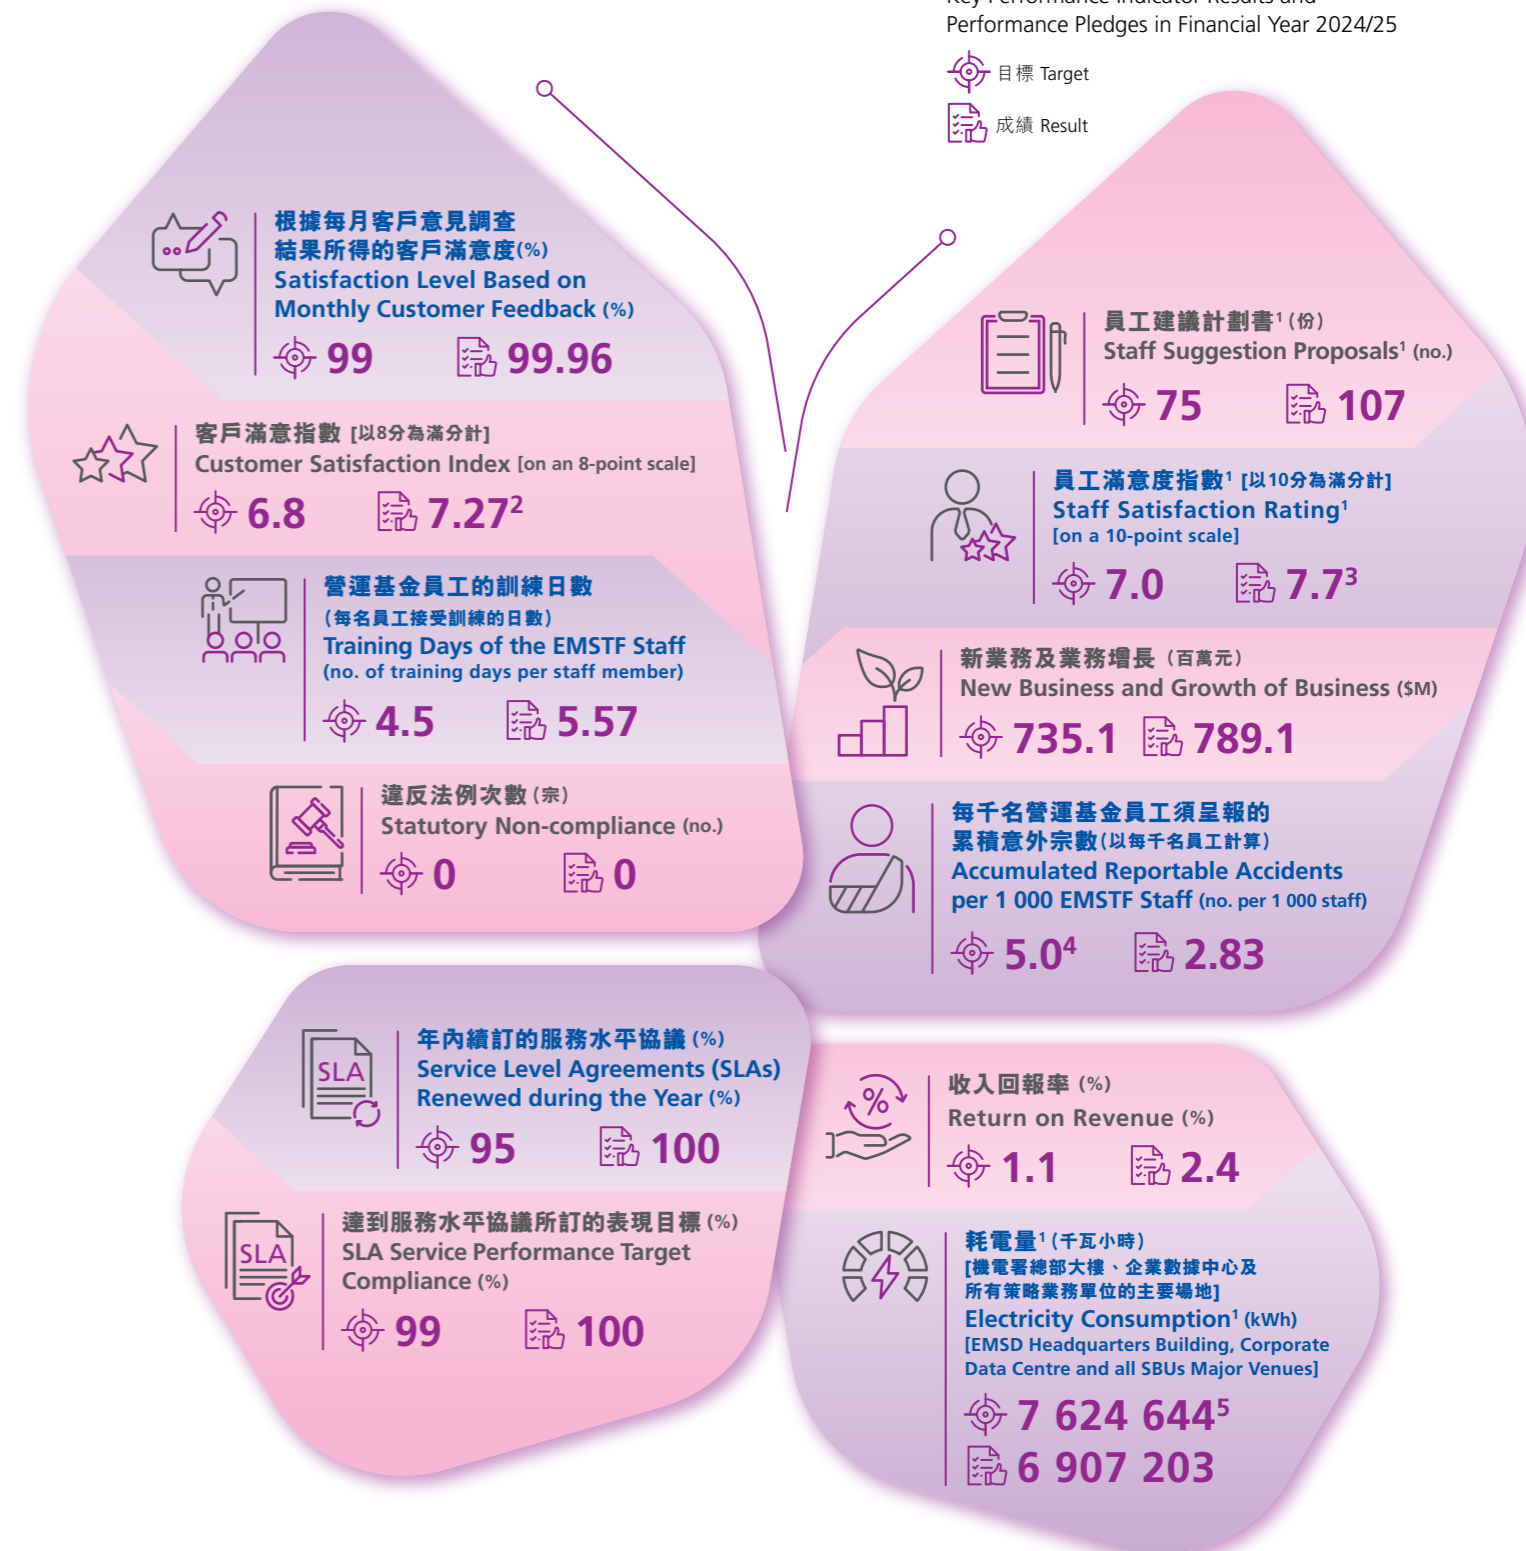 Key Performance Indicator Results and
Performance Pledges in Financial Year 2024/25
目標 Target
成績 Result
根據每月客戶意見調查
結果所得的客戶滿意度(%)
Satisfaction Level Based on
Monthly Customer Feedback (%)
99 99.96
客戶滿意指數 [以8分為滿分計]
Customer Satisfaction Index [on an 8-point scale]
6.8 7.27²
營運基金員工的訓練日數
(每名員工接受訓練的日數)
Training Days of the EMSTF Staff
(no. of training days per staff member)
4.5 5.57
違反法例次數 (宗)
Statutory Non-compliance (no.)
0 0
員工建議計劃書¹ (份)
Staff Suggestion Proposals¹ (no.)
75 107
員工滿意度指數¹ [以10分為滿分計]
Staff Satisfaction Rating¹
[on a 10-point scale]
7.0 7.7³
新業務及業務增長 (百萬元)
New Business and Growth of Business ($M)
735.1 789.1
每千名營運基金員工須呈報的
累積意外宗數(以每千名員工計算)
Accumulated Reportable Accidents
per 1 000 EMSTF Staff (no. per 1 000 staff)
5.0⁴ 2.83
SLA
年內續訂的服務水平協議 (%)
Service Level Agreements (SLAs)
Renewed during the Year (%)
95 100
SLA
達到服務水平協議所訂的表現目標 (%)
SLA Service Performance Target
Compliance (%)
99 100
%
收入回報率 (%)
Return on Revenue (%)
1.1 2.4
耗電量¹ (千瓦小時)
[機電署總部大樓、企業數據中心及
所有策略業務單位的主要場地]
Electricity Consumption¹ (kWh)
[EMSD Headquarters Building, Corporate
Data Centre and all SBUs Major Venues]
7 624 644⁵
6 907 203